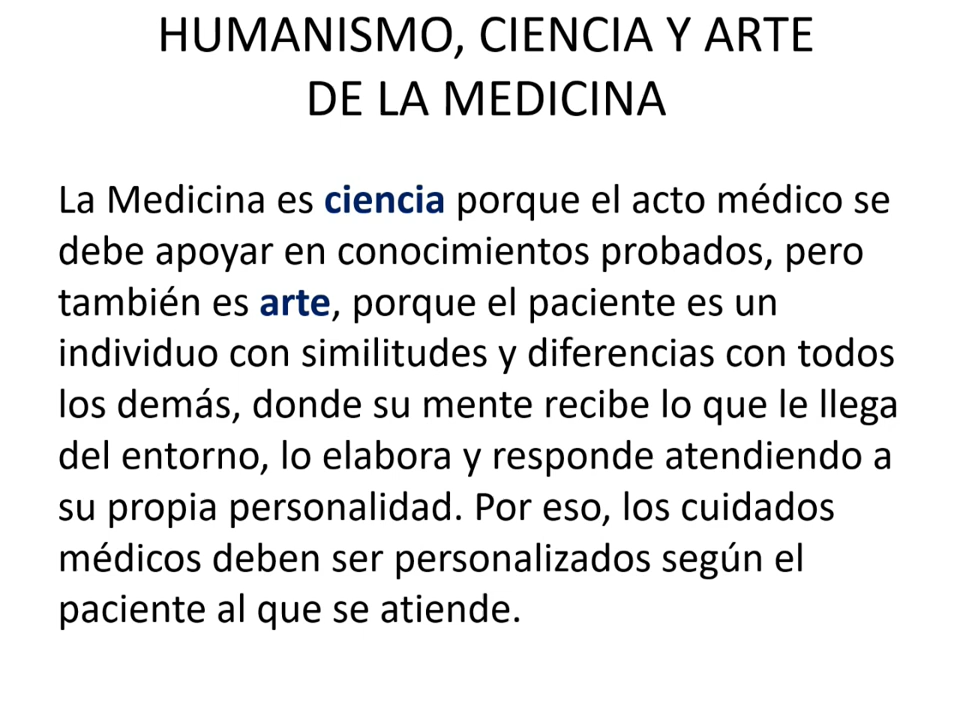 HUMANISMO, CIENCIA Y ARTE
DE LA MEDICINA
La Medicina es ciencia porque el acto médico se
debe apoyar en conocimientos probados, pero
también es arte, porque el paciente es un
individuo con similitudes y diferencias con todos
los demás, donde su mente recibe lo que le llega
del entorno, lo elabora y responde atendiendo a
su propia personalidad. Por eso, los cuidados
médicos deben ser personalizados según el
paciente al que se atiende.